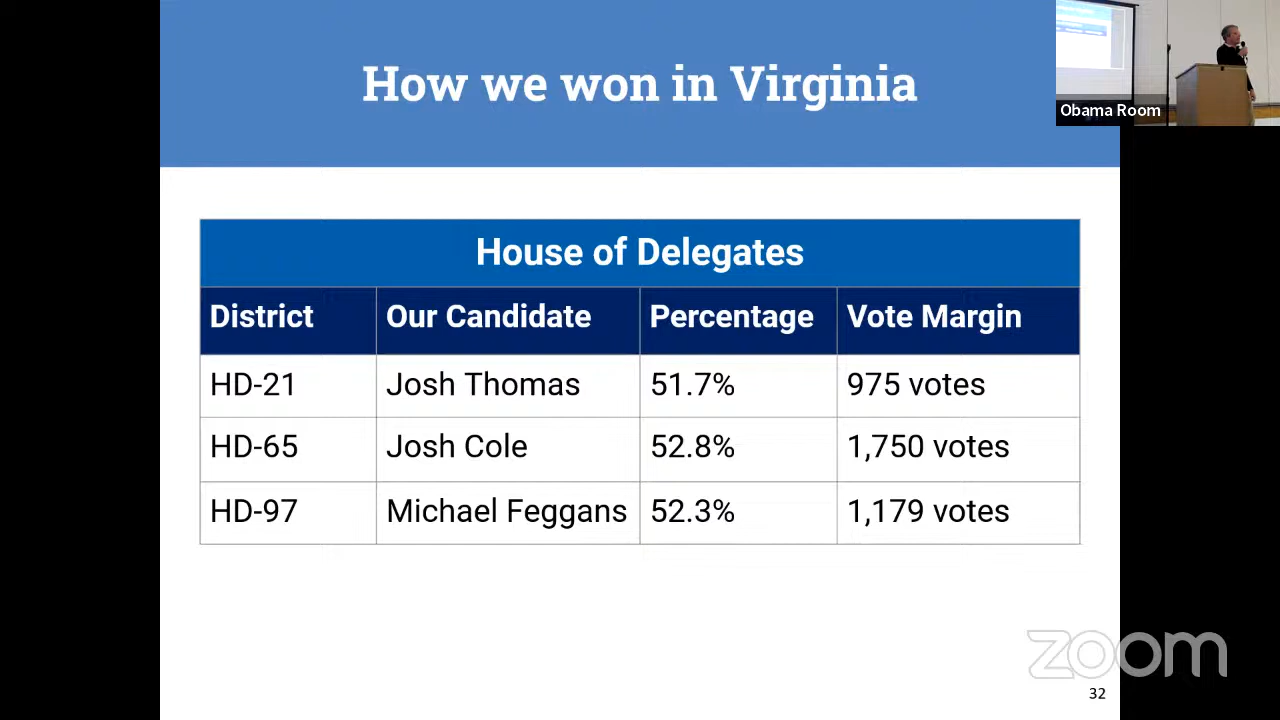 How we won in Virginia
Obama Room
House of Delegates
District Our Candidate Percentage Vote Margin
HD-21 Josh Thomas 51.7% 975 votes
HD-65 Josh Cole 52.8% 1,750 votes
HD-97 Michael Feggans 52.3% 1,179 votes
zoom
32